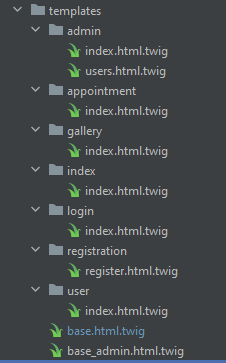 templates
admin
index.html.twig
users.html.twig
appointment
index.html.twig
gallery
index.html.twig
index
index.html.twig
login
index.html.twig
registration
register.html.twig
user
index.html.twig
base.html.twig
base_admin.html.twig